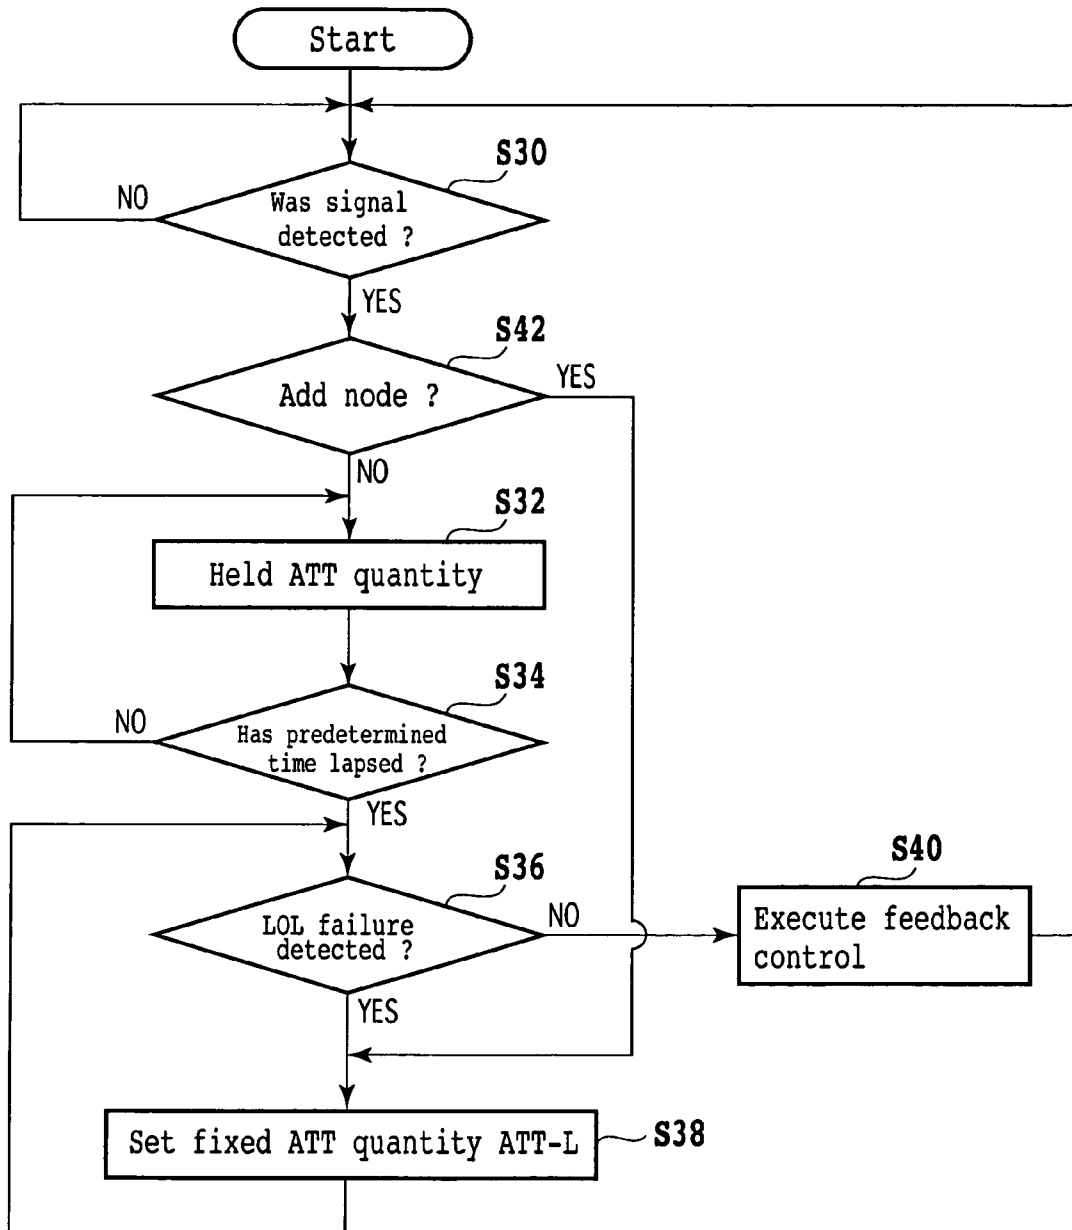 Start
S30
NO
Was signal
detected ?
YES
S42
YES
Add node ?
NO
S32
Held ATT quantity
S34
NO
Has predetermined
time lapsed ?
YES
S36
S40
LOL failure
detected ?
NO
Execute feedback
control
YES
Set fixed ATT quantity ATT-L
S38